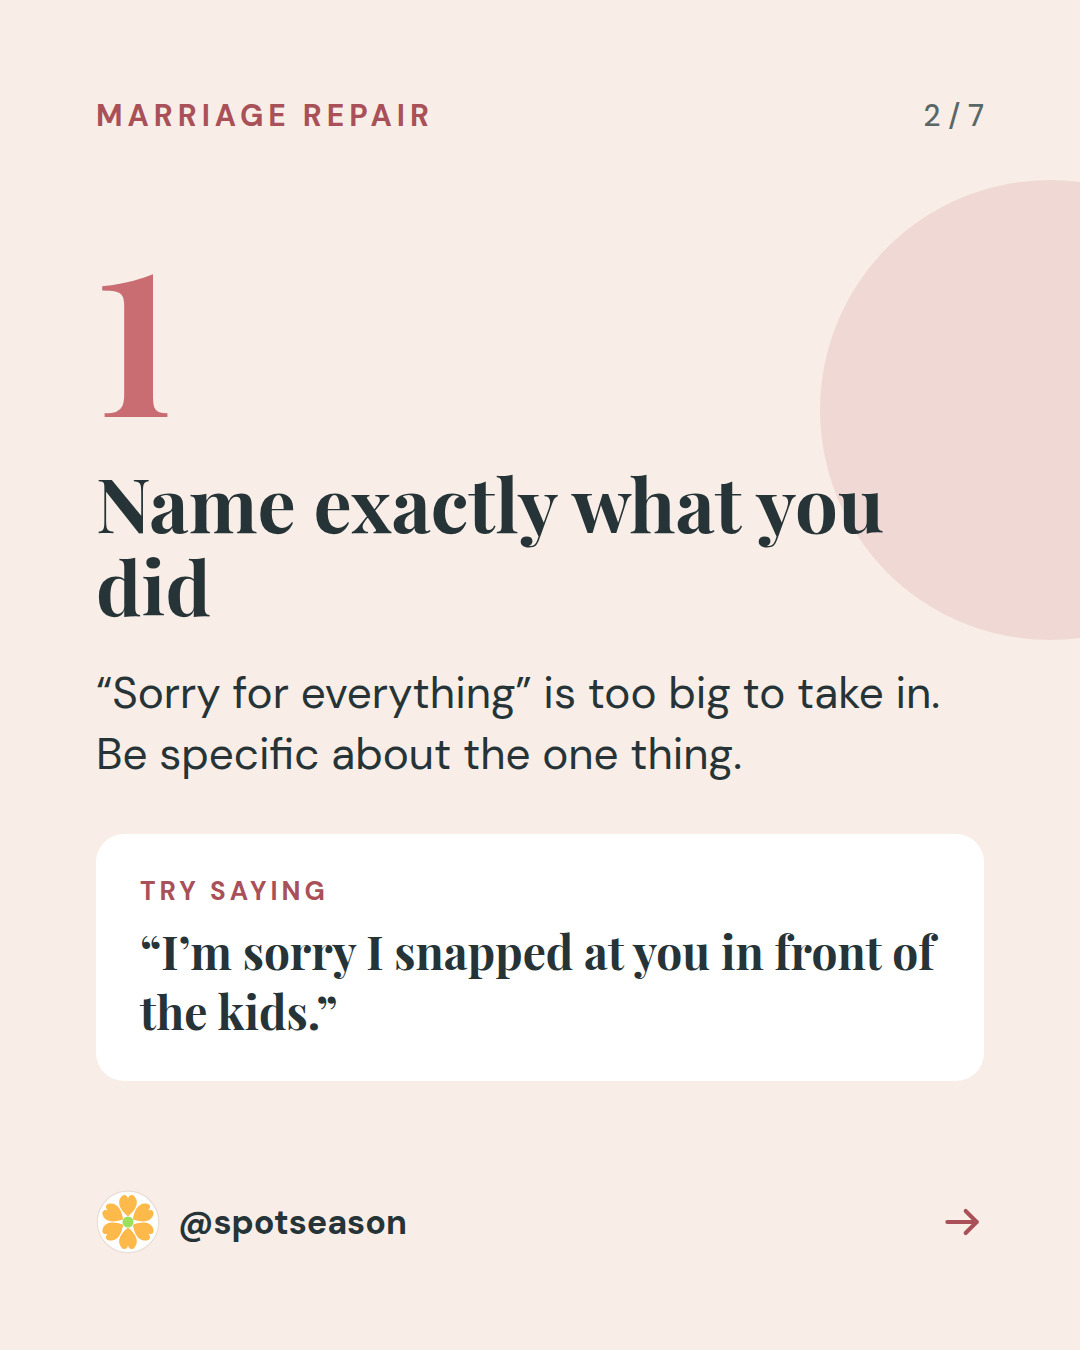 MARRIAGE REPAIR
2 / 7
1
Name exactly what you
did
“Sorry for everything” is too big to take in.
Be specific about the one thing.
TRY SAYING
“I’m sorry I snapped at you in front of
the kids.”
@spotseason